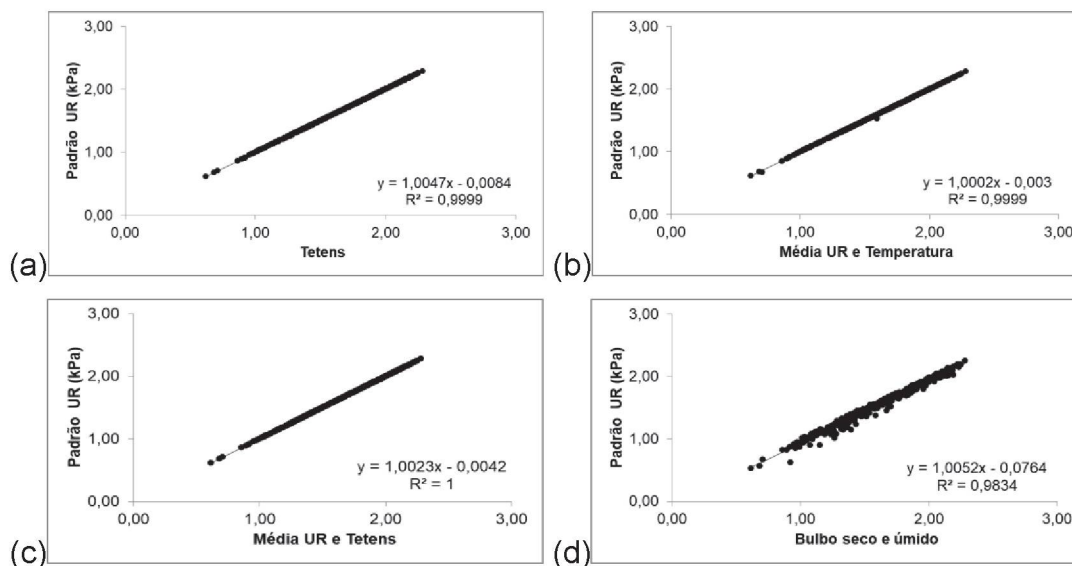 3,00
2,00
1,00
0,00
Padrão UR (kPa)
y = 1,0047x - 0,0084
R² = 0,9999
0,00 1,00 2,00 3,00
Tetens
(a)
3,00
2,00
1,00
0,00
Padrão UR (kPa)
y = 1,0002x - 0,003
R² = 0,9999
0,00 1,00 2,00 3,00
Média UR e Temperatura
(b)
3,00
2,00
1,00
0,00
Padrão UR (kPa)
y = 1,0023x - 0,0042
R² = 1
0,00 1,00 2,00 3,00
Média UR e Tetens
(c)
3,00
2,00
1,00
0,00
Padrão UR (kPa)
y = 1,0052x - 0,0764
R² = 0,9834
0,00 1,00 2,00 3,00
Bulbo seco e úmido
(d)